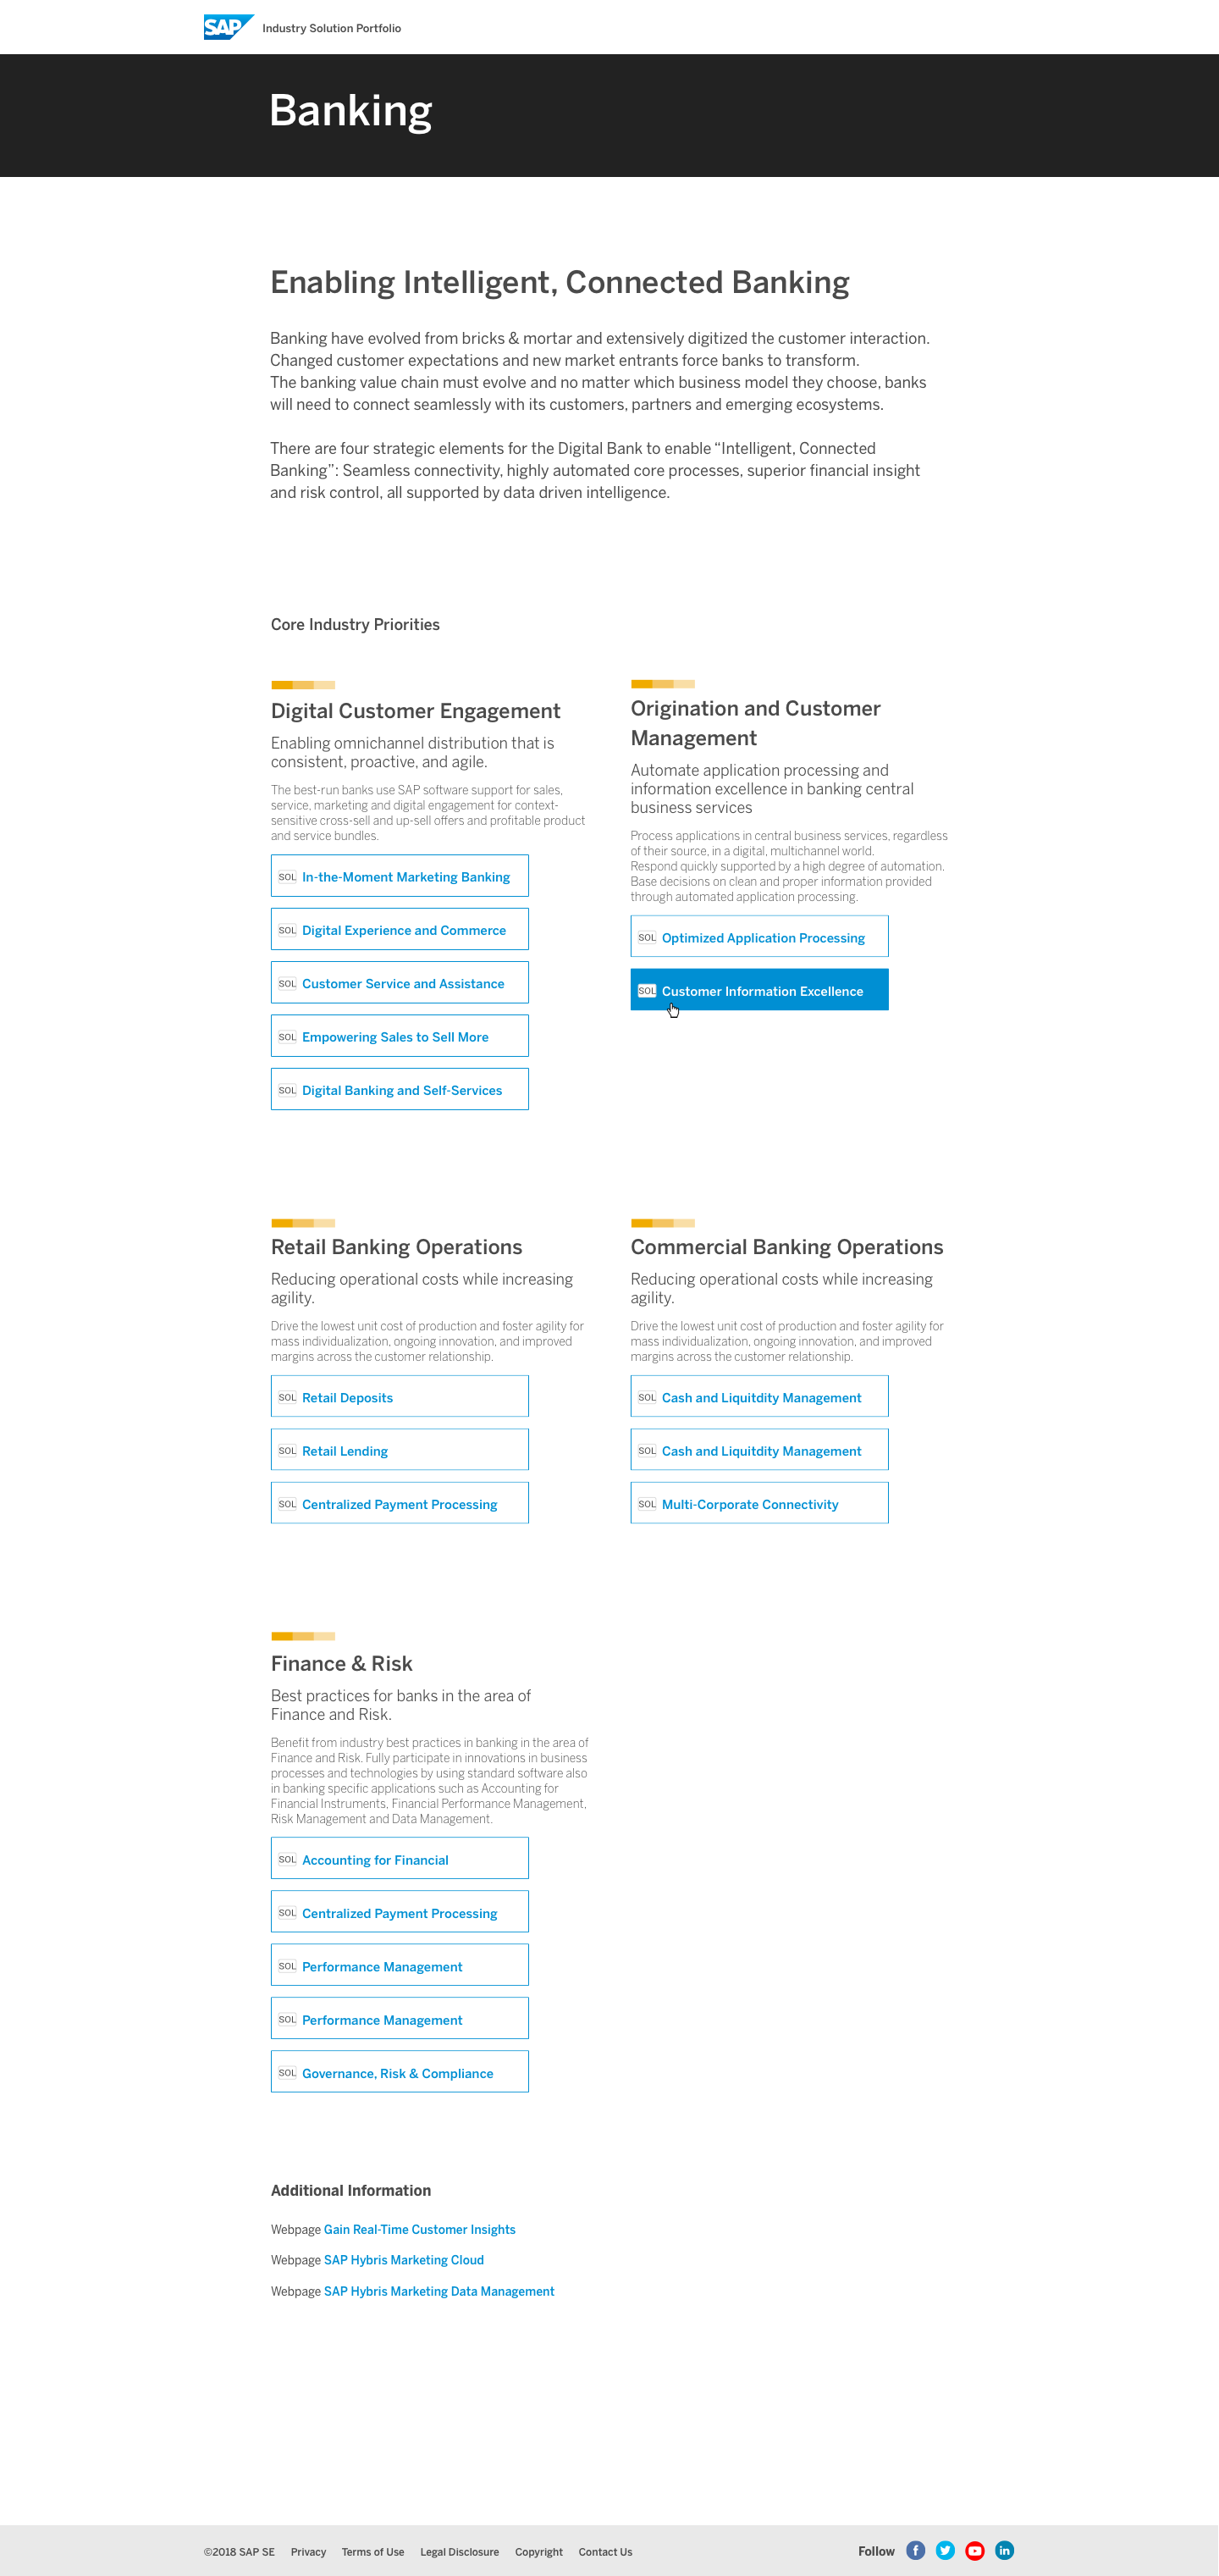 SAP Industry Solution Portfolio
Banking
Enabling Intelligent, Connected Banking
Banking have evolved from bricks & mortar and extensively digitized the customer interaction.
Changed customer expectations and new market entrants force banks to transform.
The banking value chain must evolve and no matter which business model they choose, banks
will need to connect seamlessly with its customers, partners and emerging ecosystems.
There are four strategic elements for the Digital Bank to enable “Intelligent, Connected
Banking”: Seamless connectivity, highly automated core processes, superior financial insight
and risk control, all supported by data driven intelligence.
Core Industry Priorities
Digital Customer Engagement
Enabling omnichannel distribution that is
consistent, proactive, and agile.
The best-run banks use SAP software support for sales,
service, marketing and digital engagement for context-
sensitive cross-sell and up-sell offers and profitable product
and service bundles.
SOL In-the-Moment Marketing Banking
SOL Digital Experience and Commerce
SOL Customer Service and Assistance
SOL Empowering Sales to Sell More
SOL Digital Banking and Self-Services
Origination and Customer
Management
Automate application processing and
information excellence in banking central
business services
Process applications in central business services, regardless
of their source, in a digital, multichannel world.
Respond quickly supported by a high degree of automation.
Base decisions on clean and proper information provided
through automated application processing.
SOL Optimized Application Processing
SOL Customer Information Excellence
Retail Banking Operations
Reducing operational costs while increasing
agility.
Drive the lowest unit cost of production and foster agility for
mass individualization, ongoing innovation, and improved
margins across the customer relationship.
SOL Retail Deposits
SOL Retail Lending
SOL Centralized Payment Processing
Commercial Banking Operations
Reducing operational costs while increasing
agility.
Drive the lowest unit cost of production and foster agility for
mass individualization, ongoing innovation, and improved
margins across the customer relationship.
SOL Cash and Liquitdity Management
SOL Cash and Liquitdity Management
SOL Multi-Corporate Connectivity
Finance & Risk
Best practices for banks in the area of
Finance and Risk.
Benefit from industry best practices in banking in the area of
Finance and Risk. Fully participate in innovations in business
processes and technologies by using standard software also
in banking specific applications such as Accounting for
Financial Instruments, Financial Performance Management,
Risk Management and Data Management.
SOL Accounting for Financial
SOL Centralized Payment Processing
SOL Performance Management
SOL Performance Management
SOL Governance, Risk & Compliance
Additional Information
Webpage Gain Real-Time Customer Insights
Webpage SAP Hybris Marketing Cloud
Webpage SAP Hybris Marketing Data Management
©2018 SAP SE Privacy Terms of Use Legal Disclosure Copyright Contact Us Follow